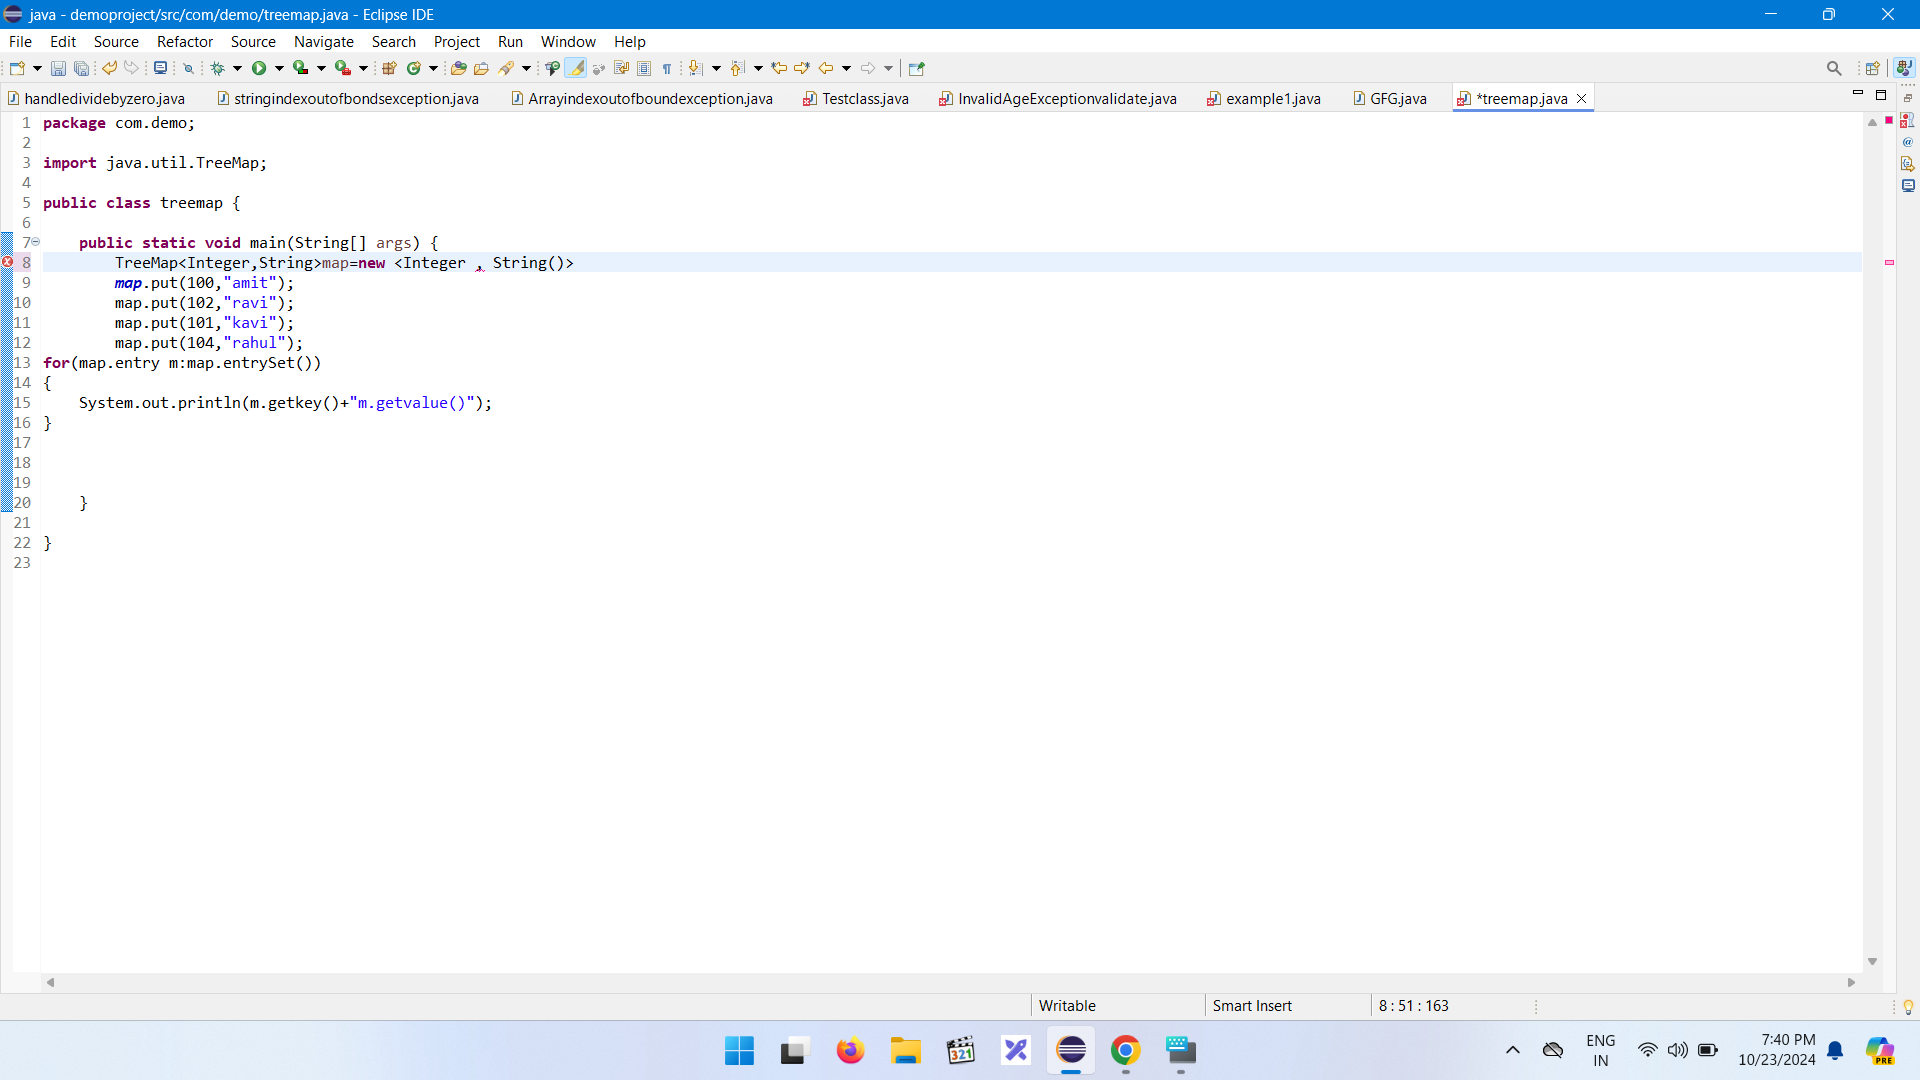 java - demoproject/src/com/demo/treemap.java - Eclipse IDE
File Edit Source Refactor Source Navigate Search Project Run Window Help
handledividebyzero.java stringindexoutofbondsexception.java Arrayindexoutofboundexception.java Testclass.java InvalidAgeExceptionvalidate.java example1.java GFG.java *treemap.java
1 package com.demo;
2
3 import java.util.TreeMap;
4
5 public class treemap {
6
7 public static void main(String[] args) {
8 TreeMap<Integer,String>map=new <Integer , String()>
9 map.put(100,"amit");
10 map.put(102,"ravi");
11 map.put(101,"kavi");
12 map.put(104,"rahul");
13 for(map.entry m:map.entrySet())
14 {
15 System.out.println(m.getkey()+"m.getvalue()");
16 }
17
18
19
20 }
21
22 }
23
Writable Smart Insert 8 : 51 : 163
321
ENG
IN
7:40 PM
10/23/2024
PRE